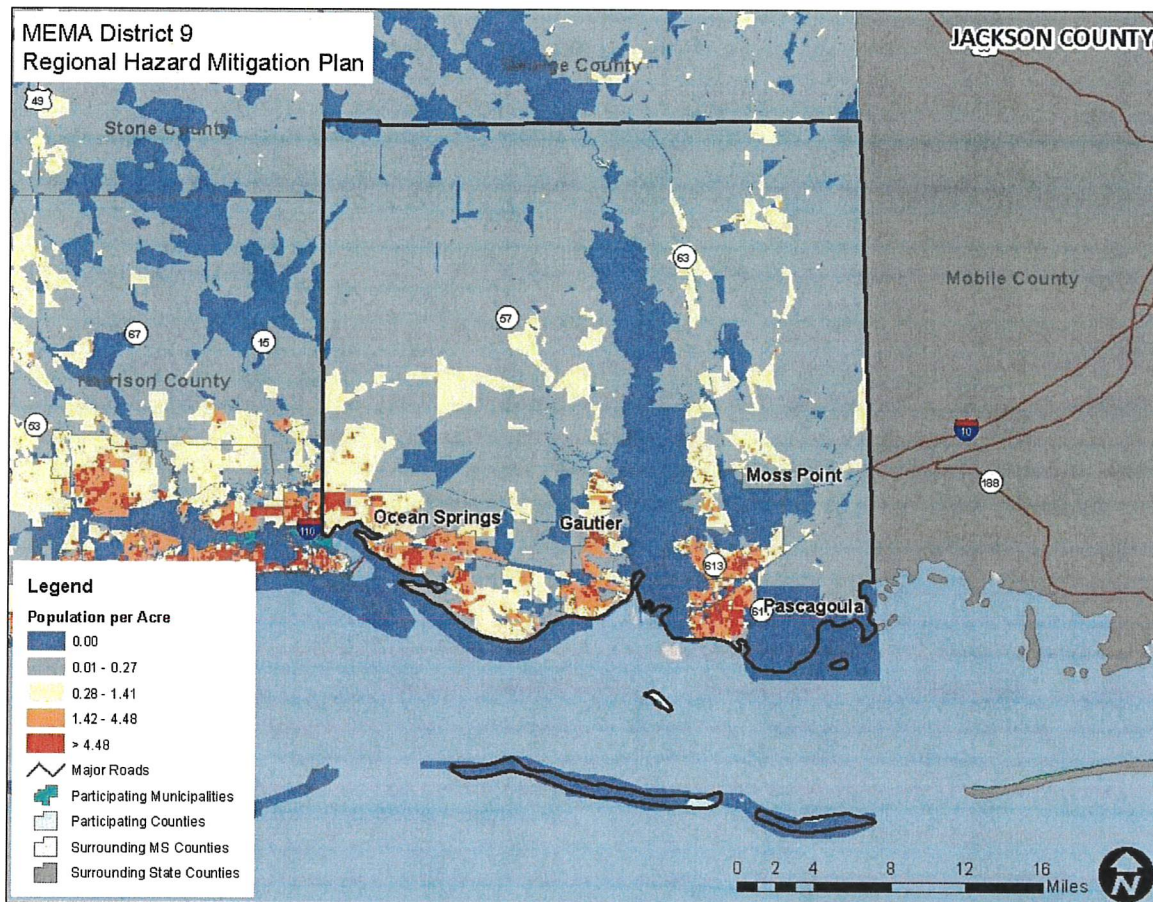 MEMA District 9
Regional Hazard Mitigation Plan
JACKSON COUNTY
George County
49
Stone County
63
Mobile County
57
67
15
Harrison County
53
10
Moss Point
188
Ocean Springs
Gautier
110
613
Pascagoula
Legend
Population per Acre
0.00
0.01 - 0.27
0.28 - 1.41
1.42 - 4.48
> 4.48
Major Roads
Participating Municipalities
Participating Counties
Surrounding MS Counties
Surrounding State Counties
0 2 4 8 12 16
Miles
N